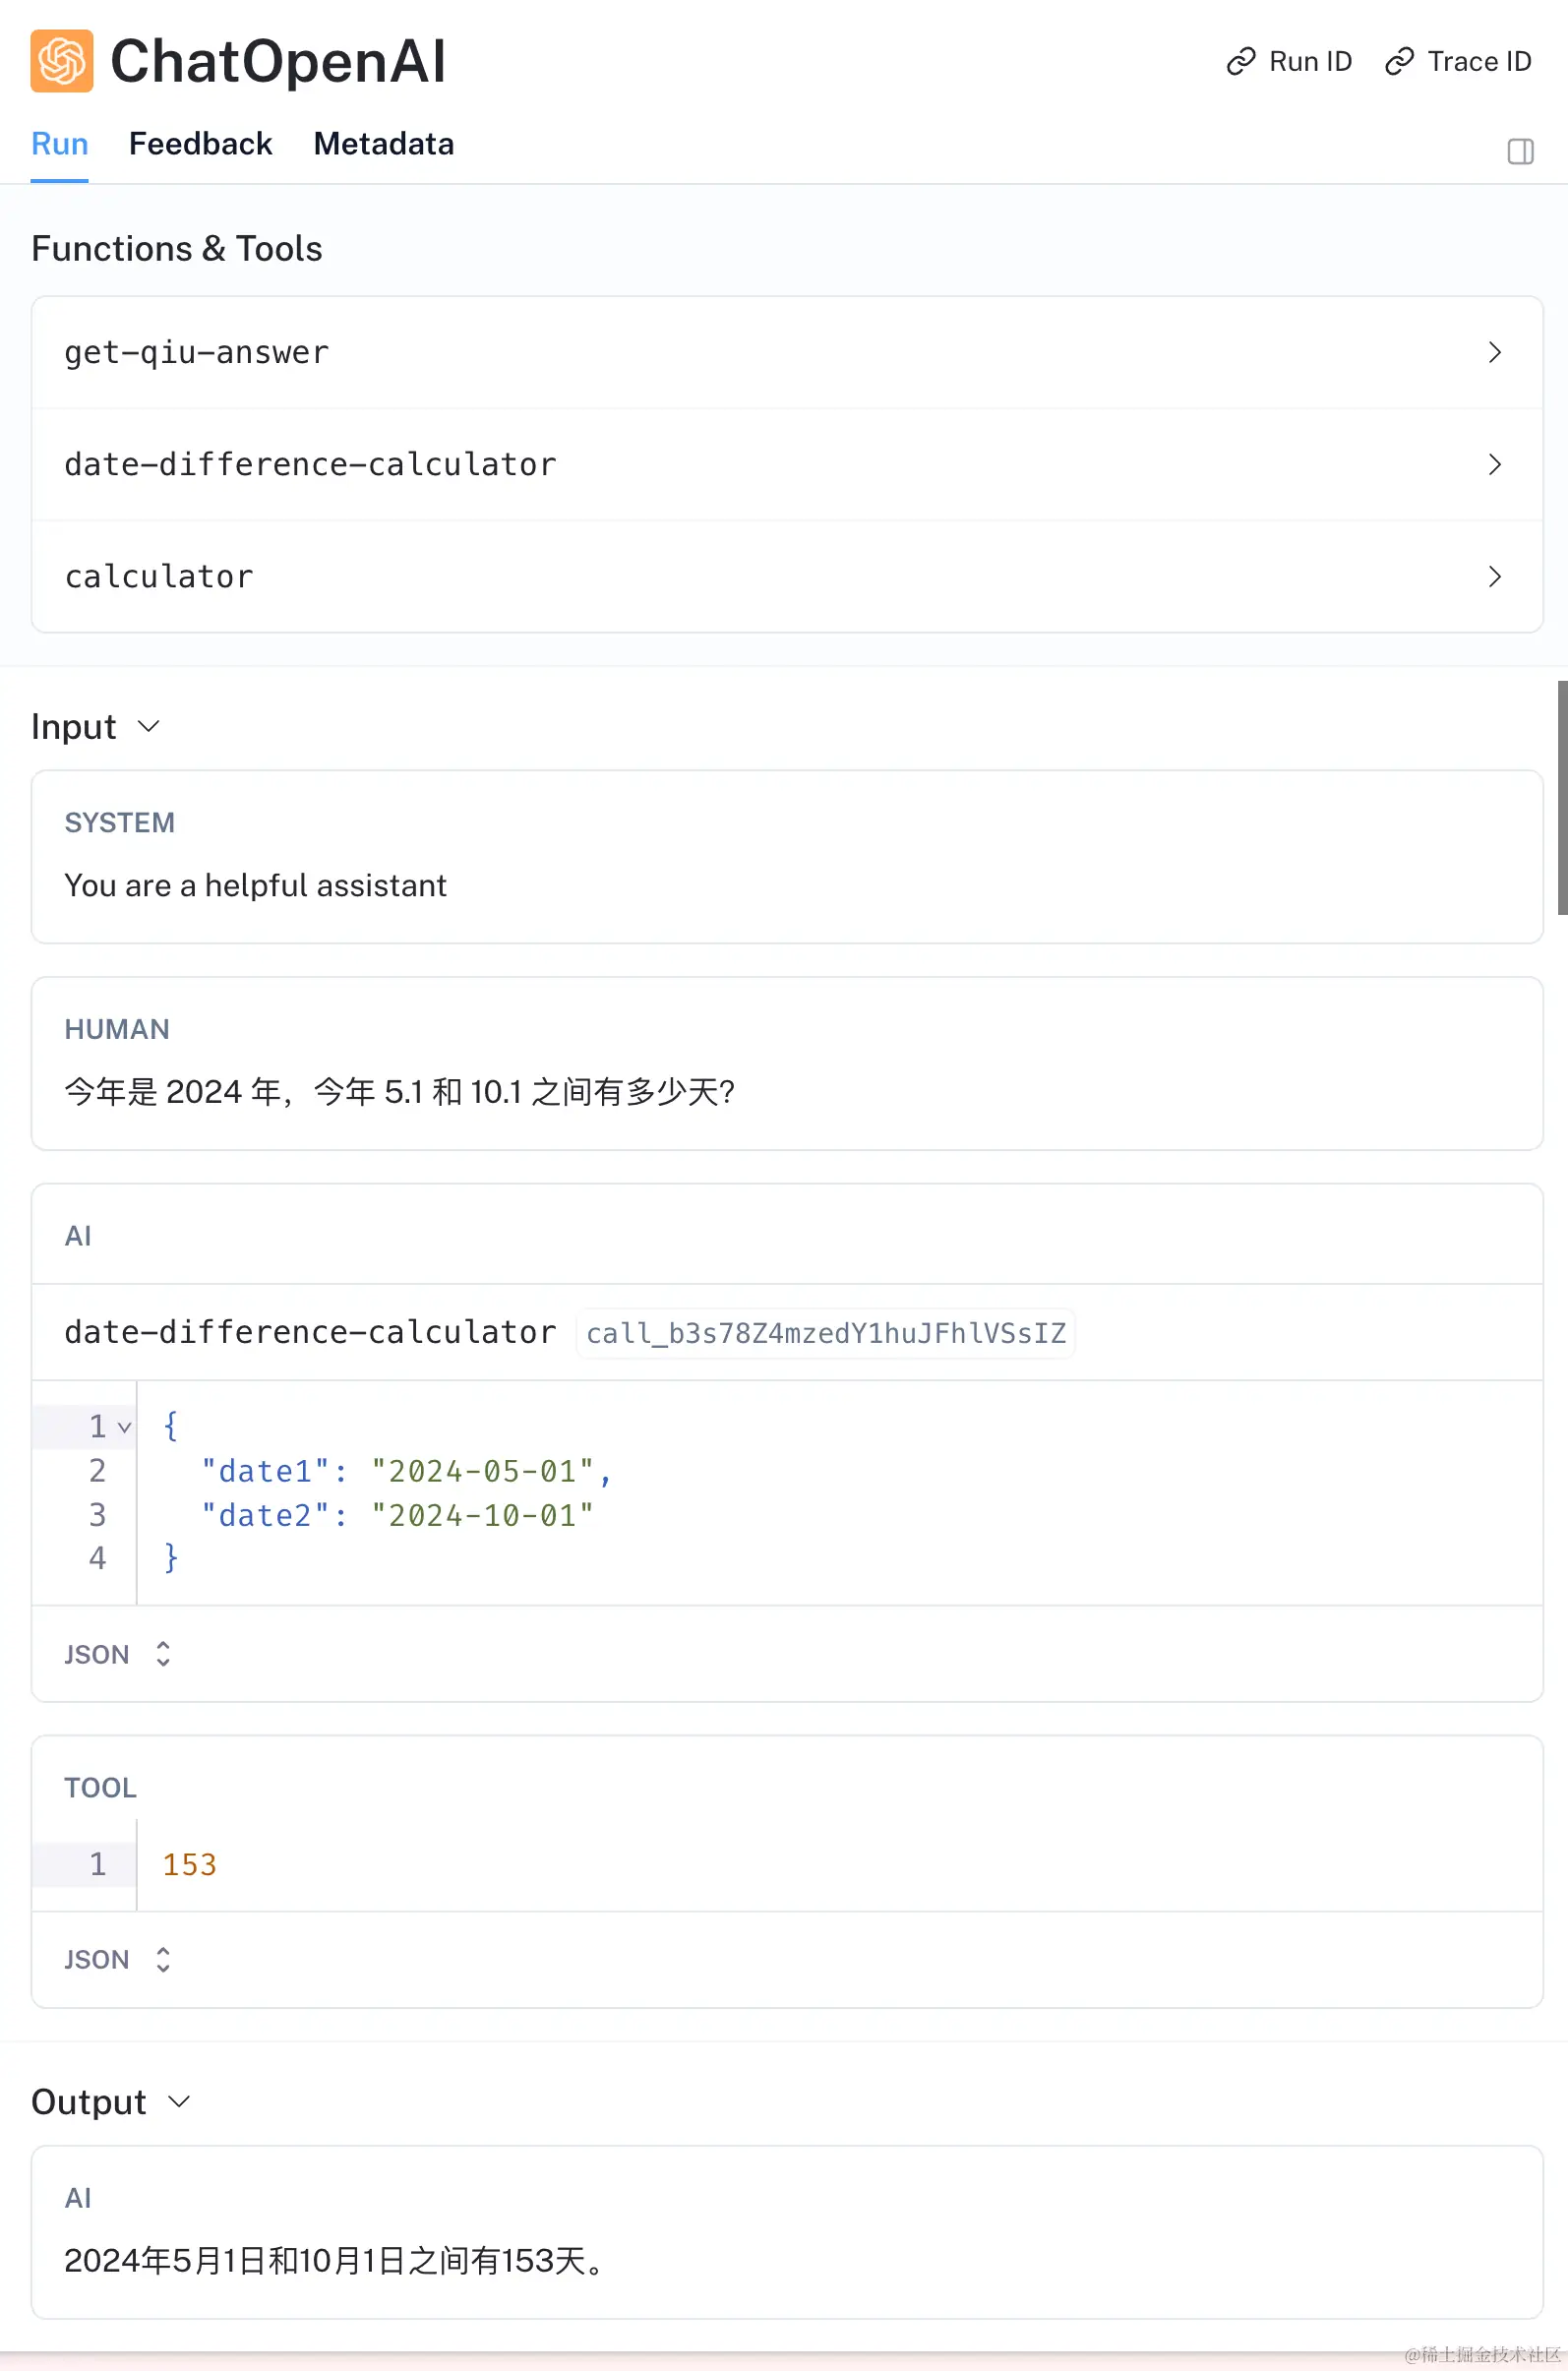 ChatOpenAI
Run ID Trace ID
Run Feedback Metadata
Functions & Tools
get-qiu-answer
date-difference-calculator
calculator
Input
SYSTEM
You are a helpful assistant
HUMAN
今年是 2024 年，今年 5.1 和 10.1 之间有多少天？
AI
date-difference-calculator call_b3s78Z4mzedY1huJFhlVSsIZ
1 {
2 "date1": "2024-05-01",
3 "date2": "2024-10-01"
4 }
JSON
TOOL
1 153
JSON
Output
AI
2024年5月1日和10月1日之间有153天。
@稀土掘金技术社区